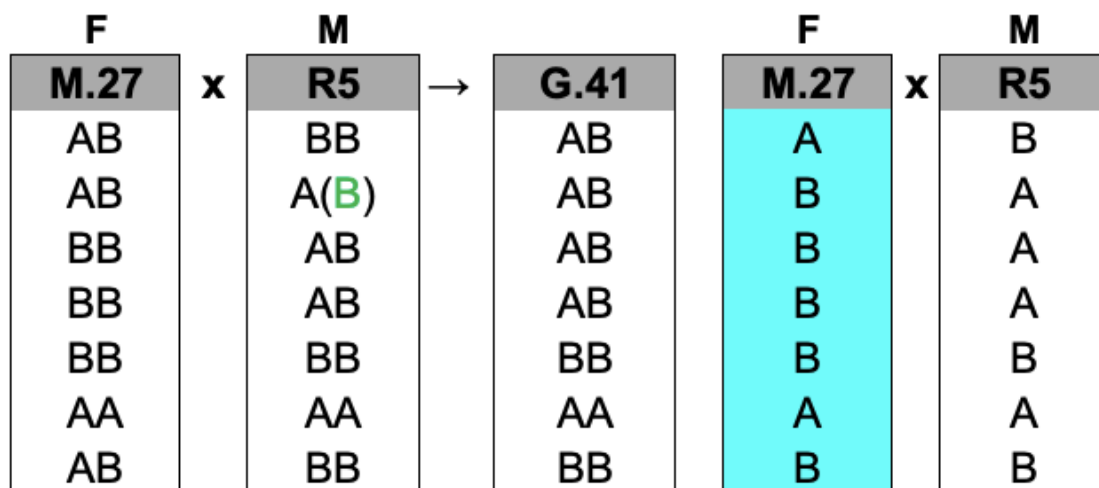 F M F M
M.27 x R5 → G.41 M.27 x R5
AB BB AB A B
AB A(B) AB B A
BB AB AB B A
BB AB AB B A
BB BB BB B B
AA AA AA A A
AB BB BB B B